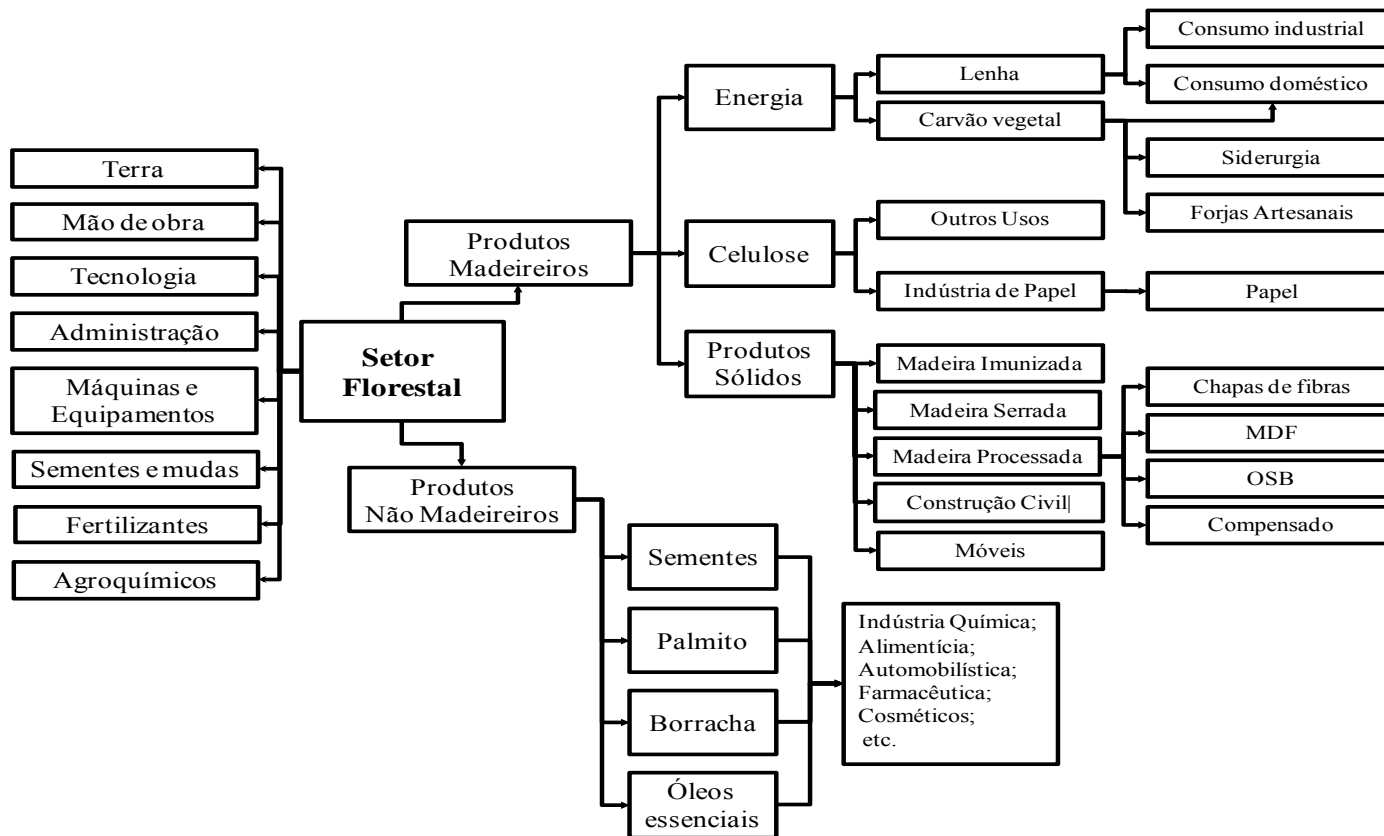 Terra
Mão de obra
Tecnologia
Administração
Máquinas e
Equipamentos
Sementes e mudas
Fertilizantes
Agroquímicos
Setor
Florestal
Produtos
Madeireiros
Produtos
Não Madeireiros
Energia
Celulose
Produtos
Sólidos
Lenha
Carvão vegetal
Outros Usos
Indústria de Papel
Madeira Imunizada
Madeira Serrada
Madeira Processada
Construção Civil
Móveis
Consumo industrial
Consumo doméstico
Siderurgia
Forjas Artesanais
Papel
Chapas de fibras
MDF
OSB
Compensado
Sementes
Palmito
Borracha
Óleos
essenciais
Indústria Química;
Alimentícia;
Automobilística;
Farmacêutica;
Cosméticos;
etc.